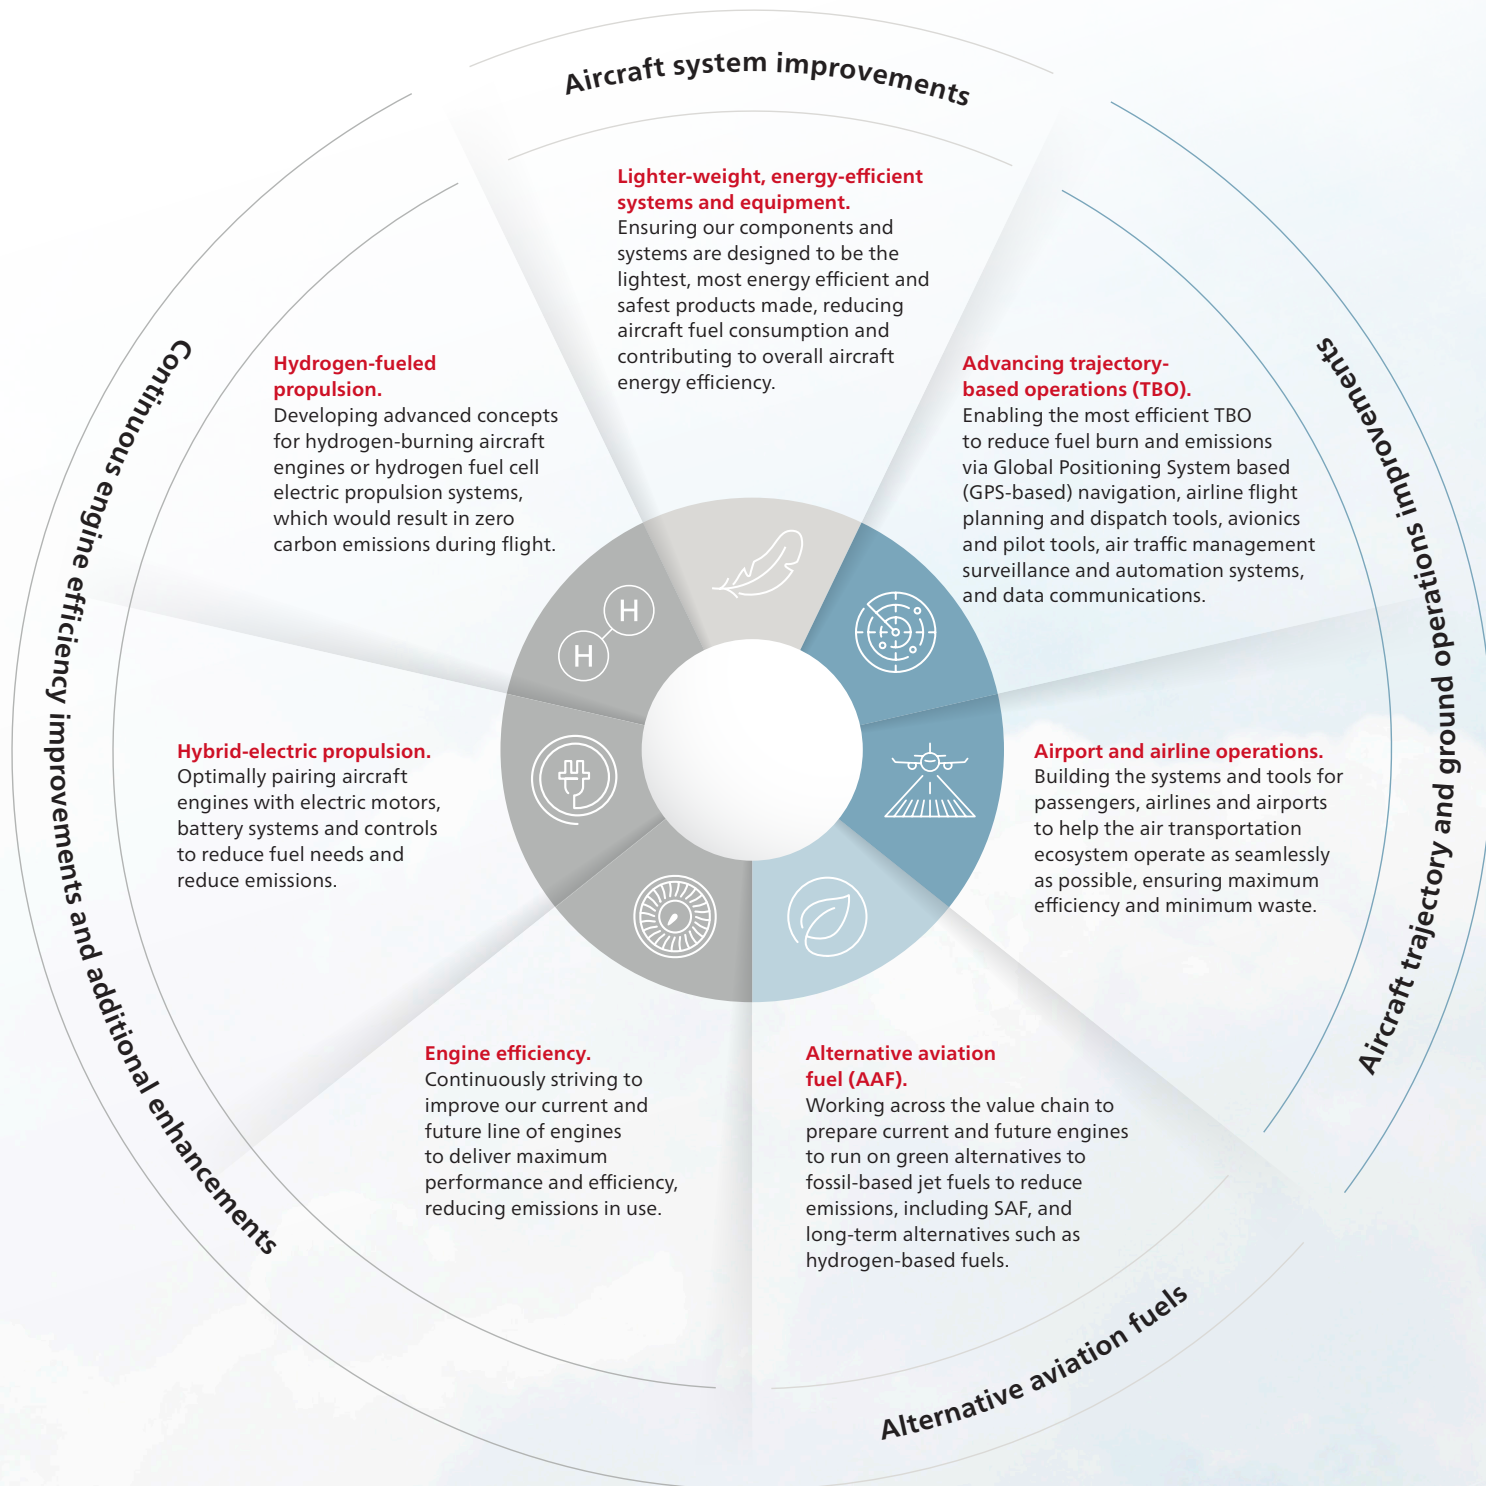 Aircraft system improvements
Lighter-weight, energy-efficient
systems and equipment.
Ensuring our components and
systems are designed to be the
lightest, most energy efficient and
safest products made, reducing
aircraft fuel consumption and
contributing to overall aircraft
energy efficiency.
Aircraft trajectory and ground operations improvements
Advancing trajectory-
based operations (TBO).
Enabling the most efficient TBO
to reduce fuel burn and emissions
via Global Positioning System based
(GPS-based) navigation, airline flight
planning and dispatch tools, avionics
and pilot tools, air traffic management
surveillance and automation systems,
and data communications.
Airport and airline operations.
Building the systems and tools for
passengers, airlines and airports
to help the air transportation
ecosystem operate as seamlessly
as possible, ensuring maximum
efficiency and minimum waste.
Alternative aviation fuels
Alternative aviation
fuel (AAF).
Working across the value chain to
prepare current and future engines
to run on green alternatives to
fossil-based jet fuels to reduce
emissions, including SAF, and
long-term alternatives such as
hydrogen-based fuels.
Continuous engine efficiency improvements and additional enhancements
Engine efficiency.
Continuously striving to
improve our current and
future line of engines
to deliver maximum
performance and efficiency,
reducing emissions in use.
Hybrid-electric propulsion.
Optimally pairing aircraft
engines with electric motors,
battery systems and controls
to reduce fuel needs and
reduce emissions.
Hydrogen-fueled
propulsion.
Developing advanced concepts
for hydrogen-burning aircraft
engines or hydrogen fuel cell
electric propulsion systems,
which would result in zero
carbon emissions during flight.
H
H